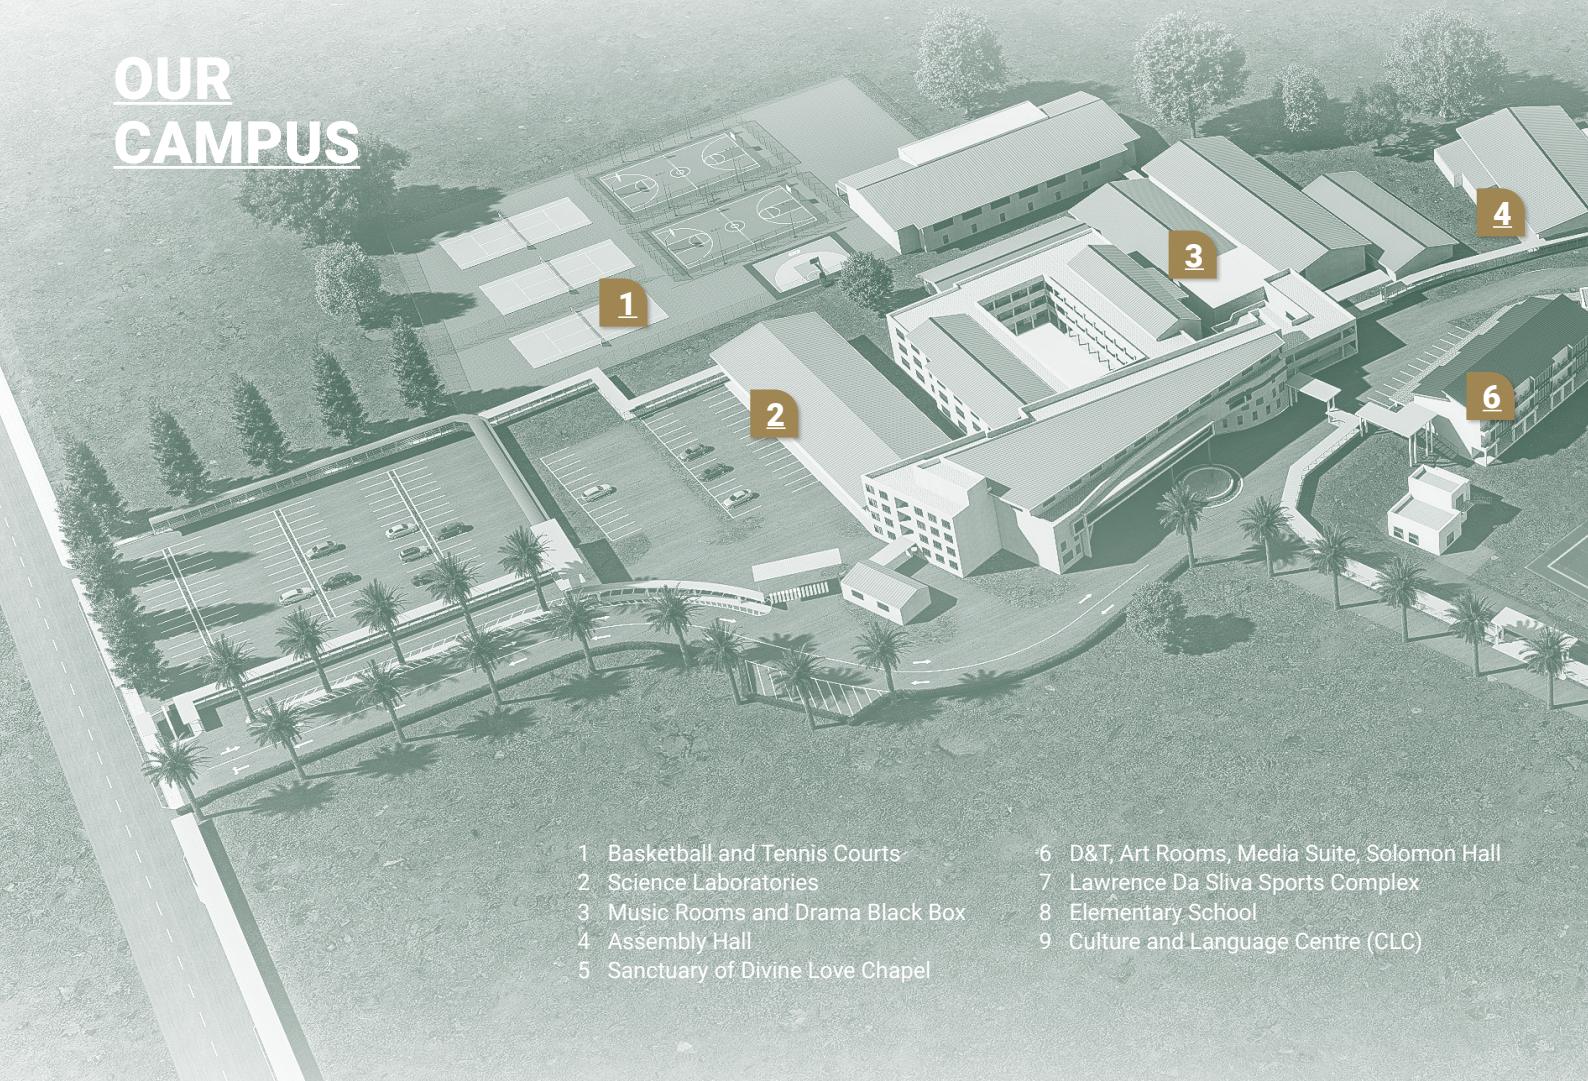 OUR
CAMPUS
4
3
1
6
2
1 Basketball and Tennis Courts
2 Science Laboratories
3 Music Rooms and Drama Black Box
4 Assembly Hall
5 Sanctuary of Divine Love Chapel
6 D&T, Art Rooms, Media Suite, Solomon Hall
7 Lawrence Da Sliva Sports Complex
8 Elementary School
9 Culture and Language Centre (CLC)